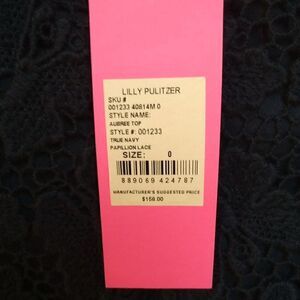 LILLY PULITZER
SKU #
001233 40814M 0
STYLE NAME:
AUBREE TOP
STYLE #: 001233
TRUE NAVY
PAPILLION LACE
SIZE: 0
889069 424787
MANUFACTURER'S SUGGESTED PRICE
$158.00